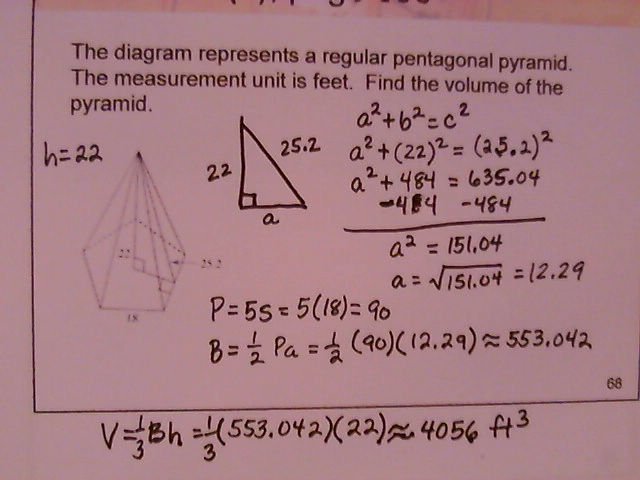 The diagram represents a regular pentagonal pyramid.
The measurement unit is feet. Find the volume of the
pyramid.
h=22
22
25.2
a
22
25.2
18
a²+b²=c²
a²+(22)²=(25.2)²
a²+484=635.04
-484 -484
a²=151.04
a=√151.04=12.29
P=5s=5(18)=90
B=½Pa=½(90)(12.29)≈553.042
68
V=⅓Bh=⅓(553.042)(22)≈4056 ft³